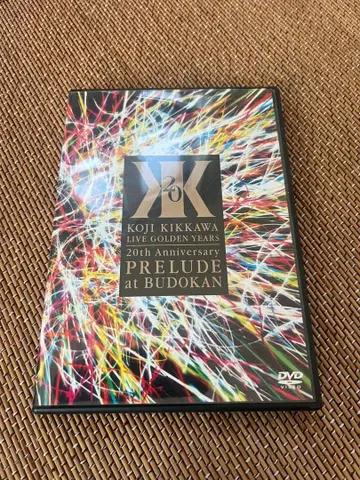 K20K
KOJI KIKKAWA
LIVE GOLDEN YEARS
20th Anniversary
PRELUDE
at BUDOKAN
DVD
VIDEO